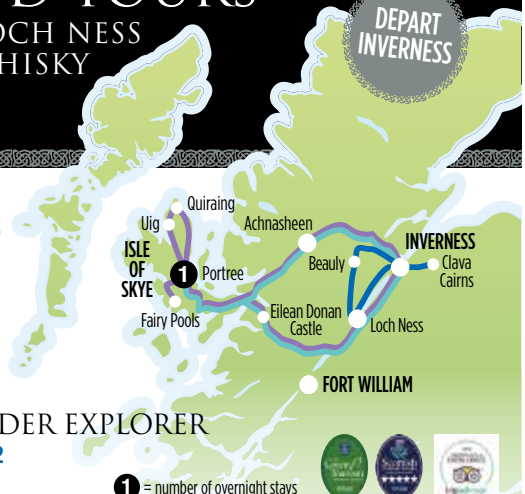 D TOURS
OCH NESS
HISKY
DEPART
INVERNESS
Quiraing
Uig
Achnasheen
INVERNESS
ISLE
OF
SKYE
1
Portree
Beauly
Clava
Cairns
Fairy Pools
Eilean Donan
Castle
Loch Ness
FORT WILLIAM
DER EXPLORER
2
1 = number of overnight stays